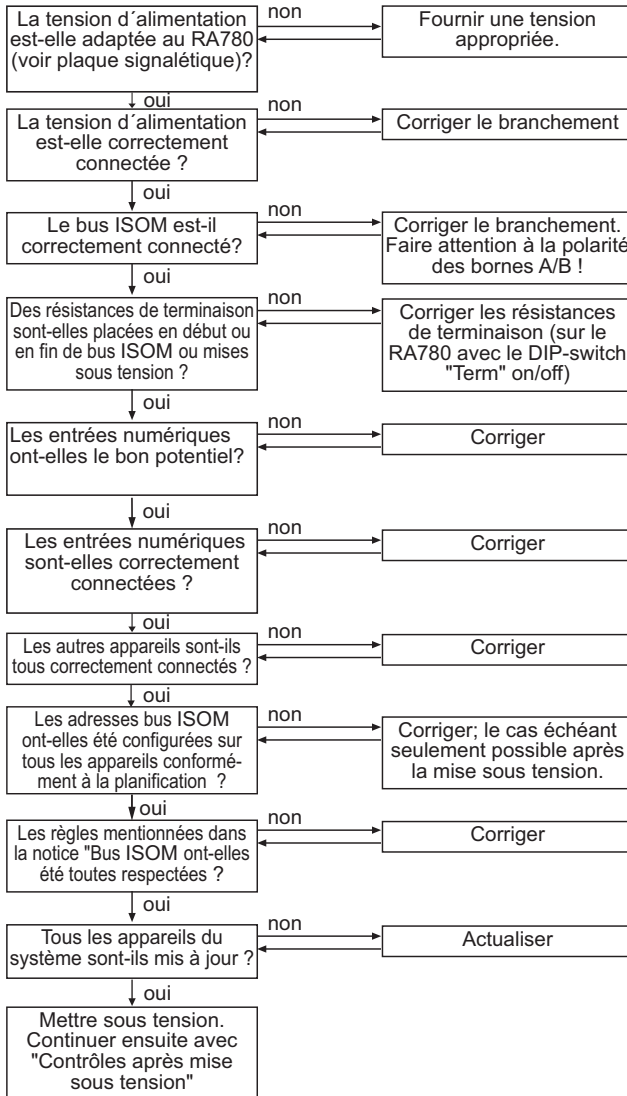 La tension d´alimentation
est-elle adaptée au RA780
(voir plaque signalétique)?
non
Fournir une tension
appropriée.
oui
La tension d´alimentation
est-elle correctement
connectée ?
non
Corriger le branchement
oui
Le bus ISOM est-il
correctement connecté?
non
Corriger le branchement.
Faire attention à la polarité
des bornes A/B !
oui
Des résistances de terminaison
sont-elles placées en début ou
en fin de bus ISOM ou mises
sous tension ?
non
Corriger les résistances
de terminaison (sur le
RA780 avec le DIP-switch
"Term" on/off)
oui
Les entrées numériques
ont-elles le bon potentiel?
non
Corriger
oui
Les entrées numériques
sont-elles correctement
connectées ?
non
Corriger
oui
Les autres appareils sont-ils
tous correctement connectés ?
non
Corriger
oui
Les adresses bus ISOM
ont-elles été configurées sur
tous les appareils conformé-
ment à la planification ?
non
Corriger; le cas échéant
seulement possible après
la mise sous tension.
oui
Les règles mentionnées dans
la notice "Bus ISOM ont-elles
été toutes respectées ?
non
Corriger
oui
Tous les appareils du
système sont-ils mis à jour ?
non
Actualiser
oui
Mettre sous tension.
Continuer ensuite avec
"Contrôles après mise
sous tension"